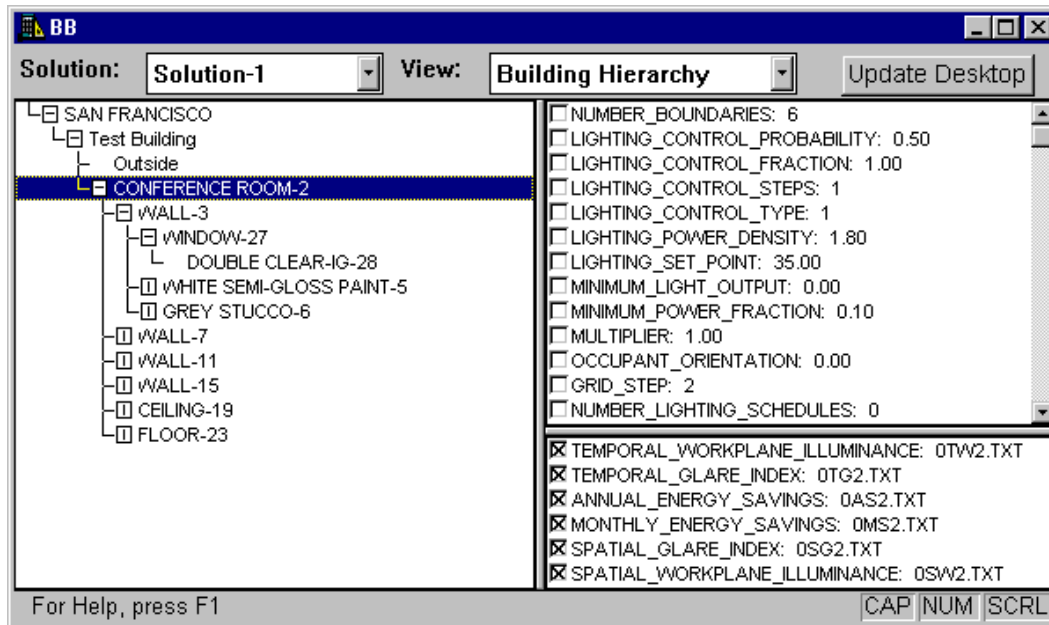 BB
Solution: Solution-1 View: Building Hierarchy Update Desktop
SAN FRANCISCO
Test Building
Outside
CONFERENCE ROOM-2
WALL-3
WINDOW-27
DOUBLE CLEAR-IG-28
WHITE SEMI-GLOSS PAINT-5
GREY STUCCO-6
WALL-7
WALL-11
WALL-15
CEILING-19
FLOOR-23
NUMBER_BOUNDARIES: 6
LIGHTING_CONTROL_PROBABILITY: 0.50
LIGHTING_CONTROL_FRACTION: 1.00
LIGHTING_CONTROL_STEPS: 1
LIGHTING_CONTROL_TYPE: 1
LIGHTING_POWER_DENSITY: 1.80
LIGHTING_SET_POINT: 35.00
MINIMUM_LIGHT_OUTPUT: 0.00
MINIMUM_POWER_FRACTION: 0.10
MULTIPLIER: 1.00
OCCUPANT_ORIENTATION: 0.00
GRID_STEP: 2
NUMBER_LIGHTING_SCHEDULES: 0
TEMPORAL_WORKPLANE_ILLUMINANCE: 0TW2.TXT
TEMPORAL_GLARE_INDEX: 0TG2.TXT
ANNUAL_ENERGY_SAVINGS: 0AS2.TXT
MONTHLY_ENERGY_SAVINGS: 0MS2.TXT
SPATIAL_GLARE_INDEX: 0SG2.TXT
SPATIAL_WORKPLANE_ILLUMINANCE: 0SW2.TXT
For Help, press F1 CAP NUM SCRL